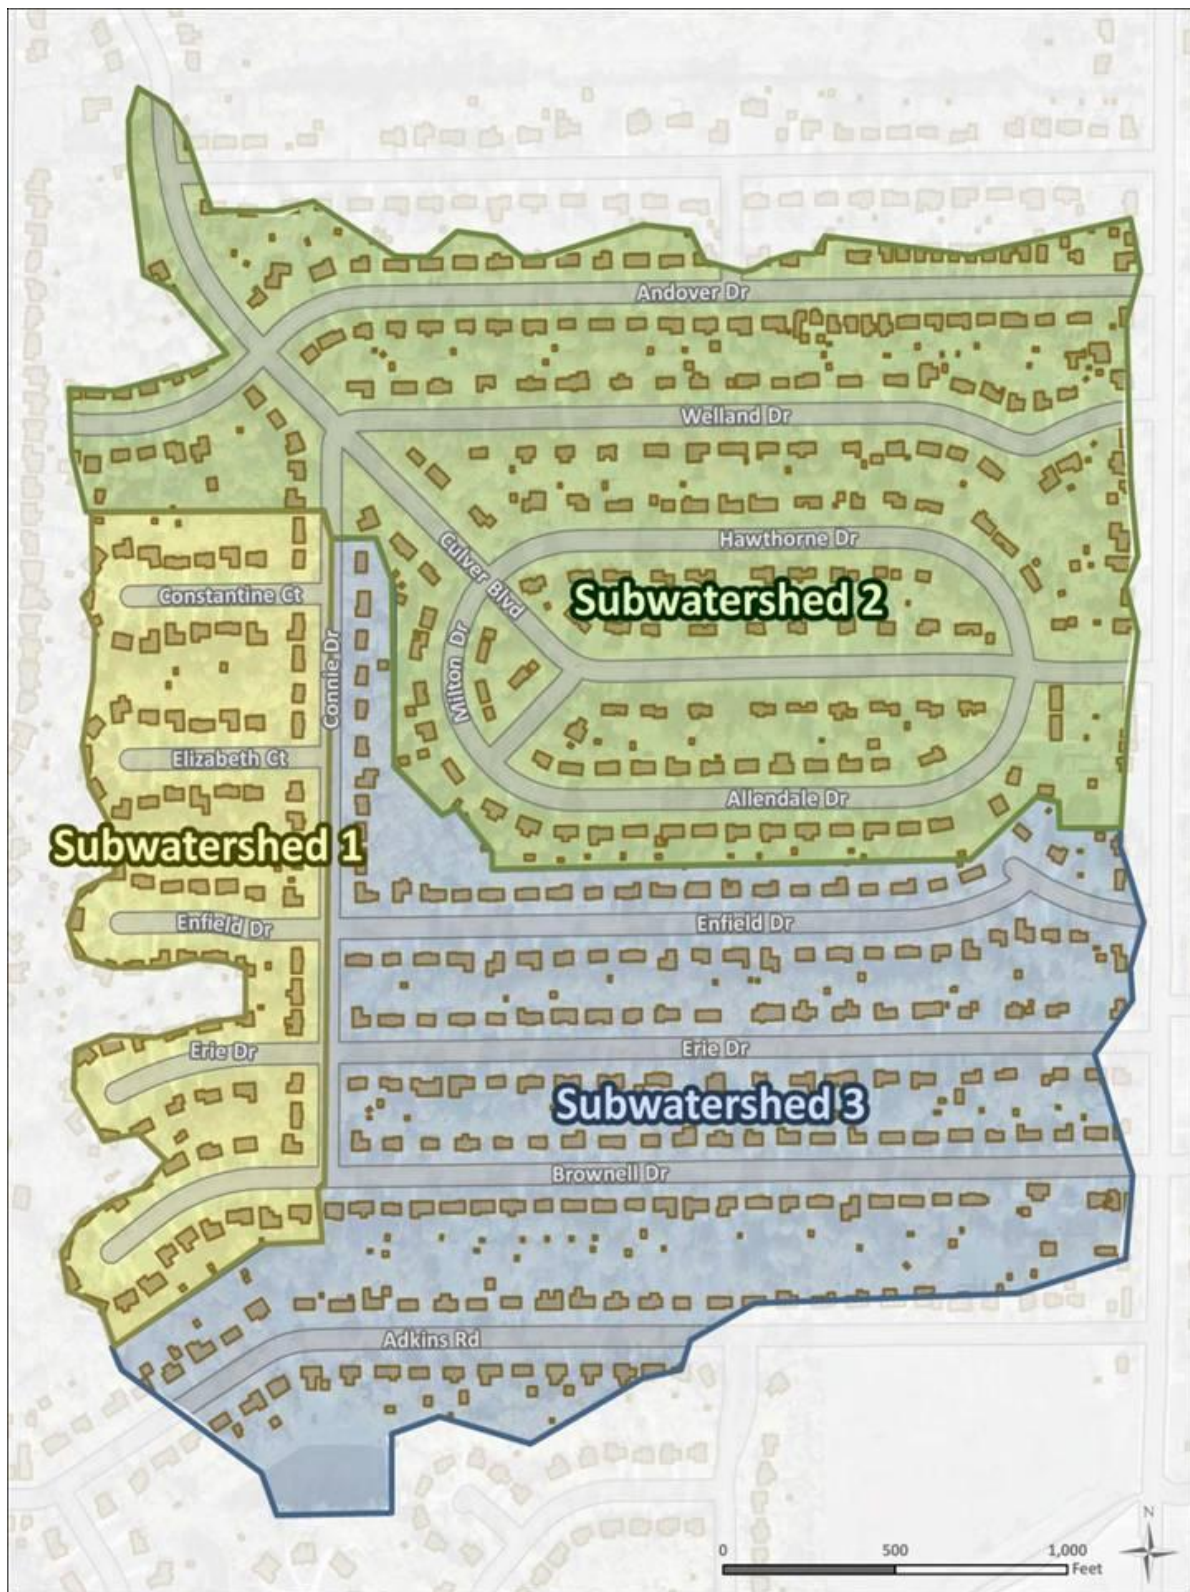 Andover Dr
Welland Dr
Hawthorne Dr
Culver Blvd
Constantine Ct
Subwatershed 2
Milton Dr
Connie Dr
Elizabeth Ct
Allendale Dr
Subwatershed 1
Enfield Dr
Enfield Dr
Erie Dr
Erie Dr
Subwatershed 3
Brownell Dr
Adkins Rd
N
0 500 1,000
Feet